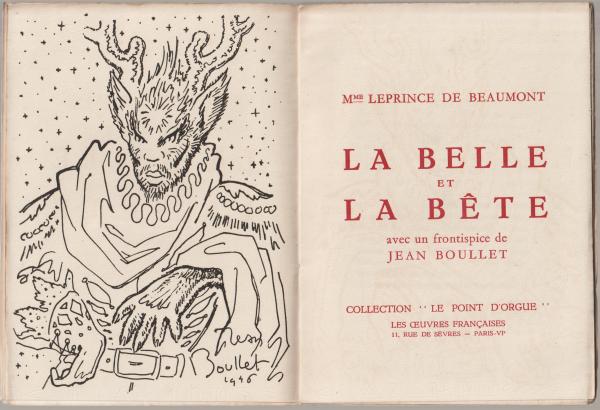 Jean
Boullet
1946
Mme LEPRINCE DE BEAUMONT
LA BELLE
ET
LA BÊTE
avec un frontispice de
JEAN BOULLET
COLLECTION " LE POINT D'ORGUE "
LES ŒUVRES FRANÇAISES
11, RUE DE SÈVRES — PARIS-VIe